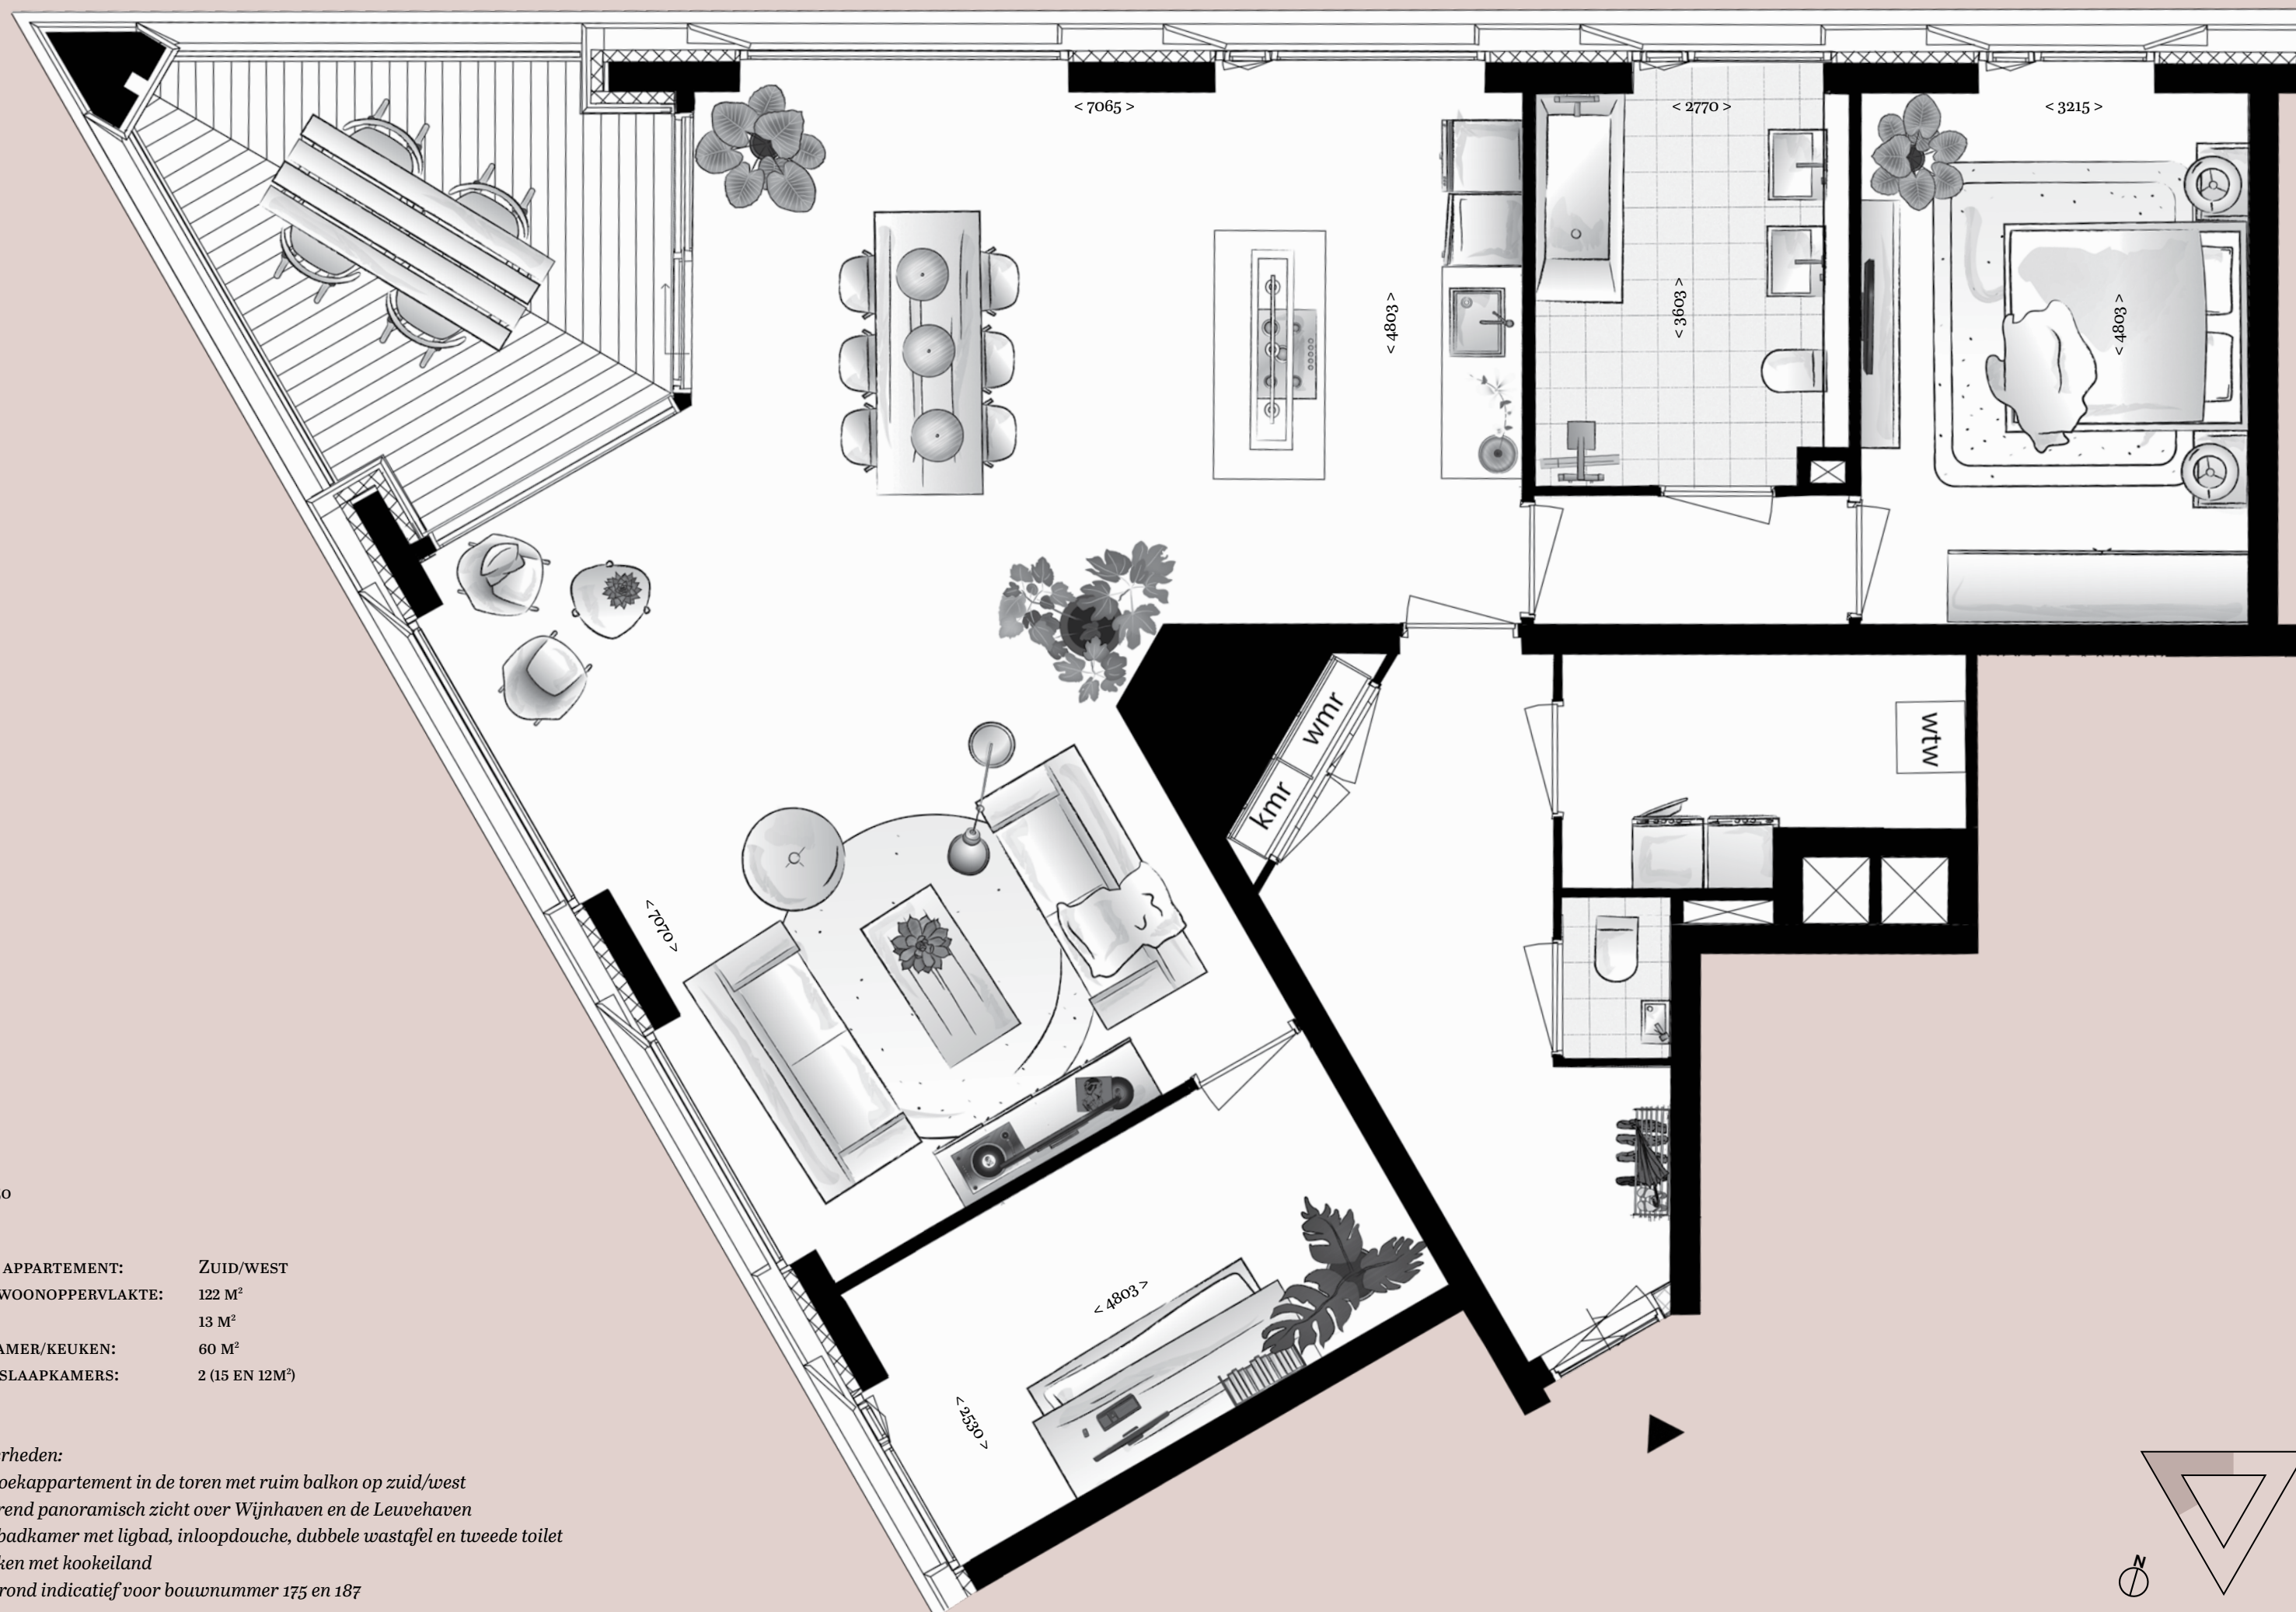 < 7065 >
< 2770 >
< 3215 >
< 4803 >
< 3603 >
< 4803 >
wmr
kmr
wtw
< 7070 >
< 4803 >
< 2530 >
APPARTEMENT: ZUID/WEST
WOONOPPERVLAKTE: 122 M²
13 M²
AMER/KEUKEN: 60 M²
SLAAPKAMERS: 2 (15 EN 12M²)
erheden:
oekappartement in de toren met ruim balkon op zuid/west
rend panoramisch zicht over Wijnhaven en de Leuvehaven
badkamer met ligbad, inloopdouche, dubbele wastafel en tweede toilet
ken met kookeiland
rond indicatief voor bouwnummer 175 en 187
N